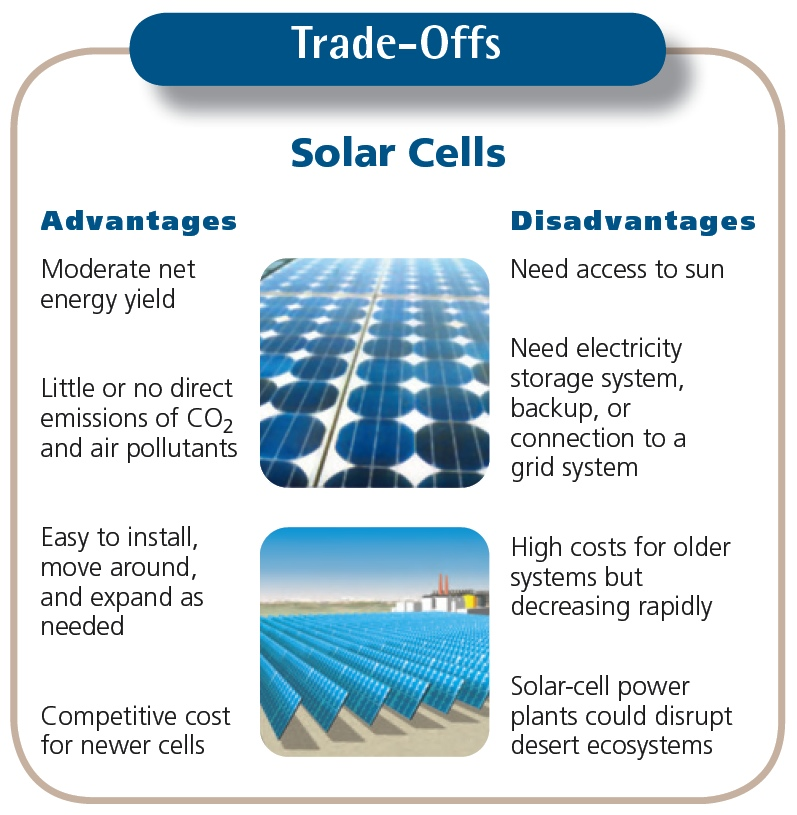 Trade-Offs
Solar Cells
Advantages
Moderate net
energy yield
Little or no direct
emissions of CO₂
and air pollutants
Easy to install,
move around,
and expand as
needed
Competitive cost
for newer cells
Disadvantages
Need access to sun
Need electricity
storage system,
backup, or
connection to a
grid system
High costs for older
systems but
decreasing rapidly
Solar-cell power
plants could disrupt
desert ecosystems